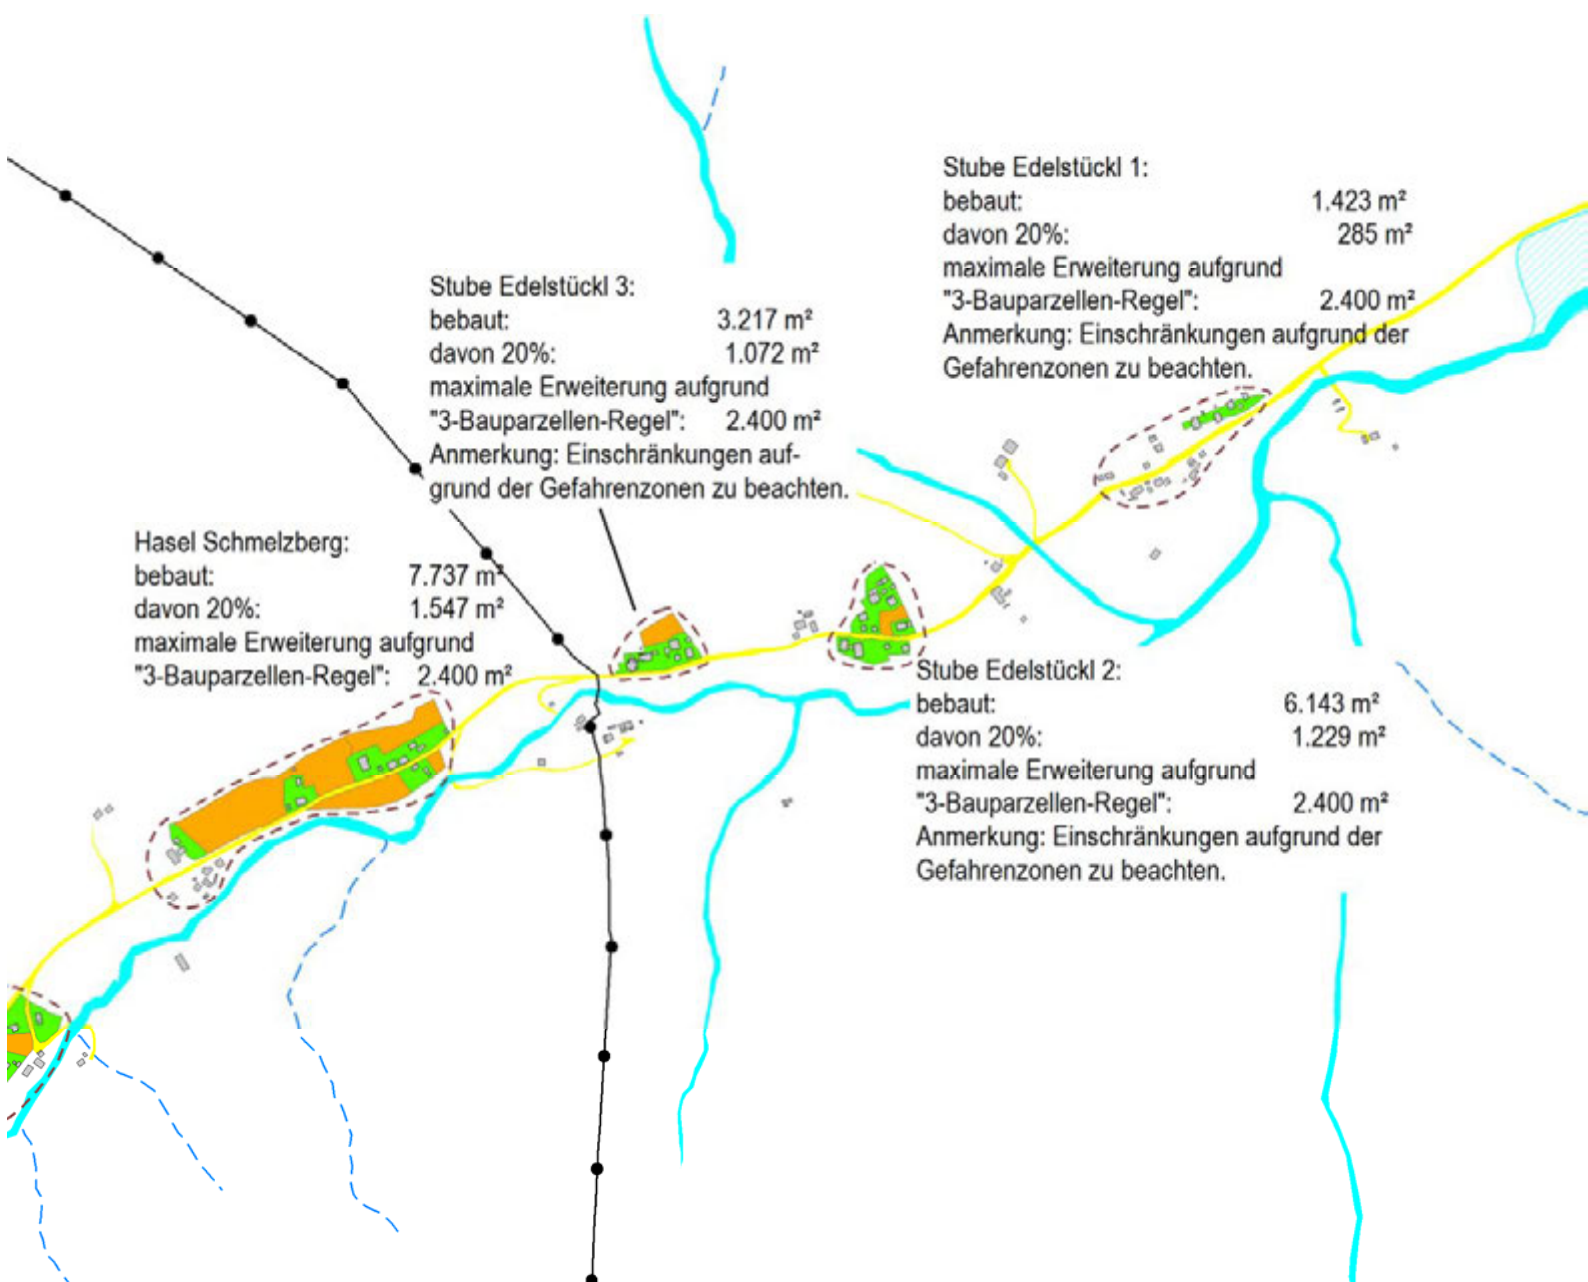 Stube Edelstückl 1:
bebaut: 1.423 m²
davon 20%: 285 m²
maximale Erweiterung aufgrund
"3-Bauparzellen-Regel": 2.400 m²
Anmerkung: Einschränkungen aufgrund der
Gefahrenzonen zu beachten.
Stube Edelstückl 3:
bebaut: 3.217 m²
davon 20%: 1.072 m²
maximale Erweiterung aufgrund
"3-Bauparzellen-Regel": 2.400 m²
Anmerkung: Einschränkungen auf-
grund der Gefahrenzonen zu beachten.
Hasel Schmelzberg:
bebaut: 7.737 m²
davon 20%: 1.547 m²
maximale Erweiterung aufgrund
"3-Bauparzellen-Regel": 2.400 m²
Stube Edelstückl 2:
bebaut: 6.143 m²
davon 20%: 1.229 m²
maximale Erweiterung aufgrund
"3-Bauparzellen-Regel": 2.400 m²
Anmerkung: Einschränkungen aufgrund der
Gefahrenzonen zu beachten.